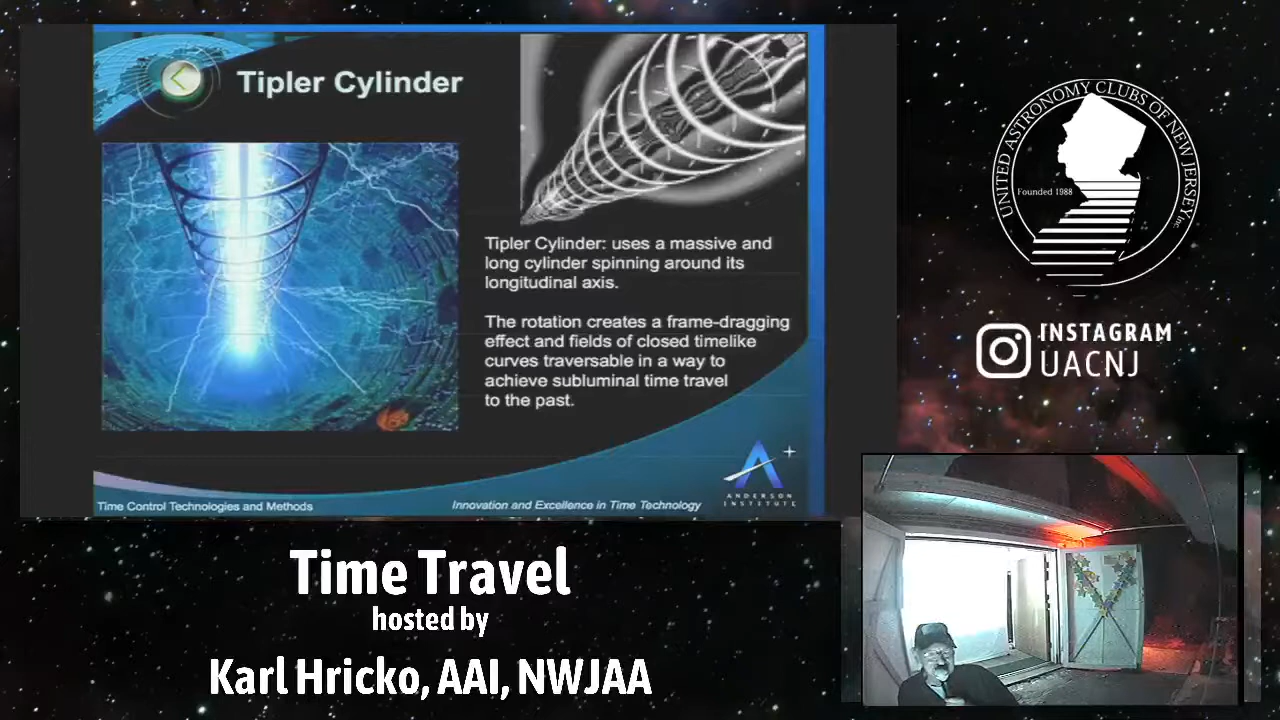 Tipler Cylinder
Tipler Cylinder: uses a massive and
long cylinder spinning around its
longitudinal axis.
The rotation creates a frame-dragging
effect and fields of closed timelike
curves traversable in a way to
achieve subluminal time travel
to the past.
ANDERSON
INSTITUTE
Time Control Technologies and Methods
Innovation and Excellence in Time Technology
UNITED ASTRONOMY CLUBS OF NEW JERSEY, Inc.
Founded 1988
INSTAGRAM
UACNJ
Time Travel
hosted by
Karl Hricko, AAI, NWJAA